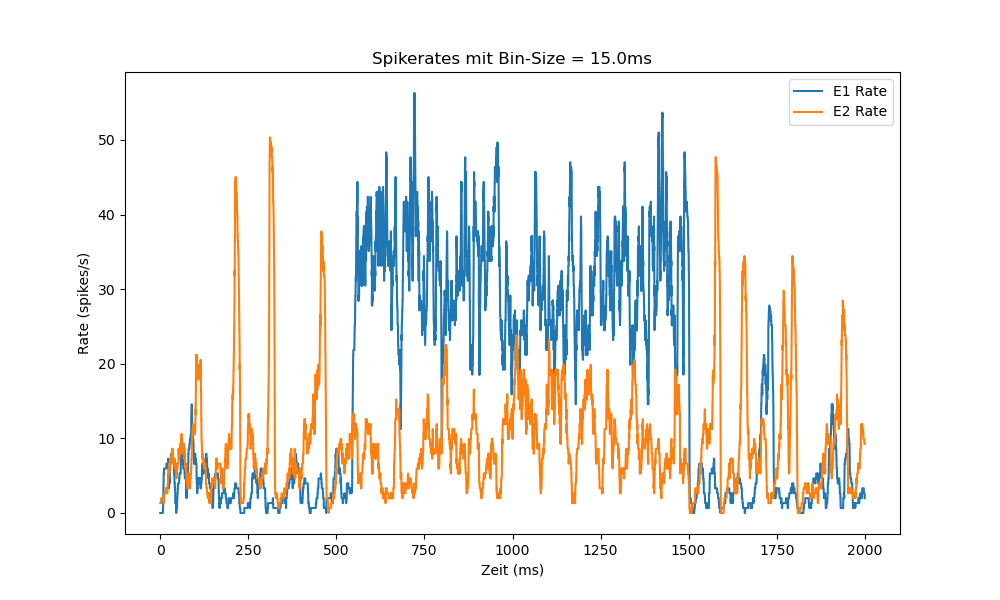 Spikerates mit Bin-Size = 15.0ms
E1 Rate
E2 Rate
Rate (spikes/s)
50
40
30
20
10
0
0 250 500 750 1000 1250 1500 1750 2000
Zeit (ms)